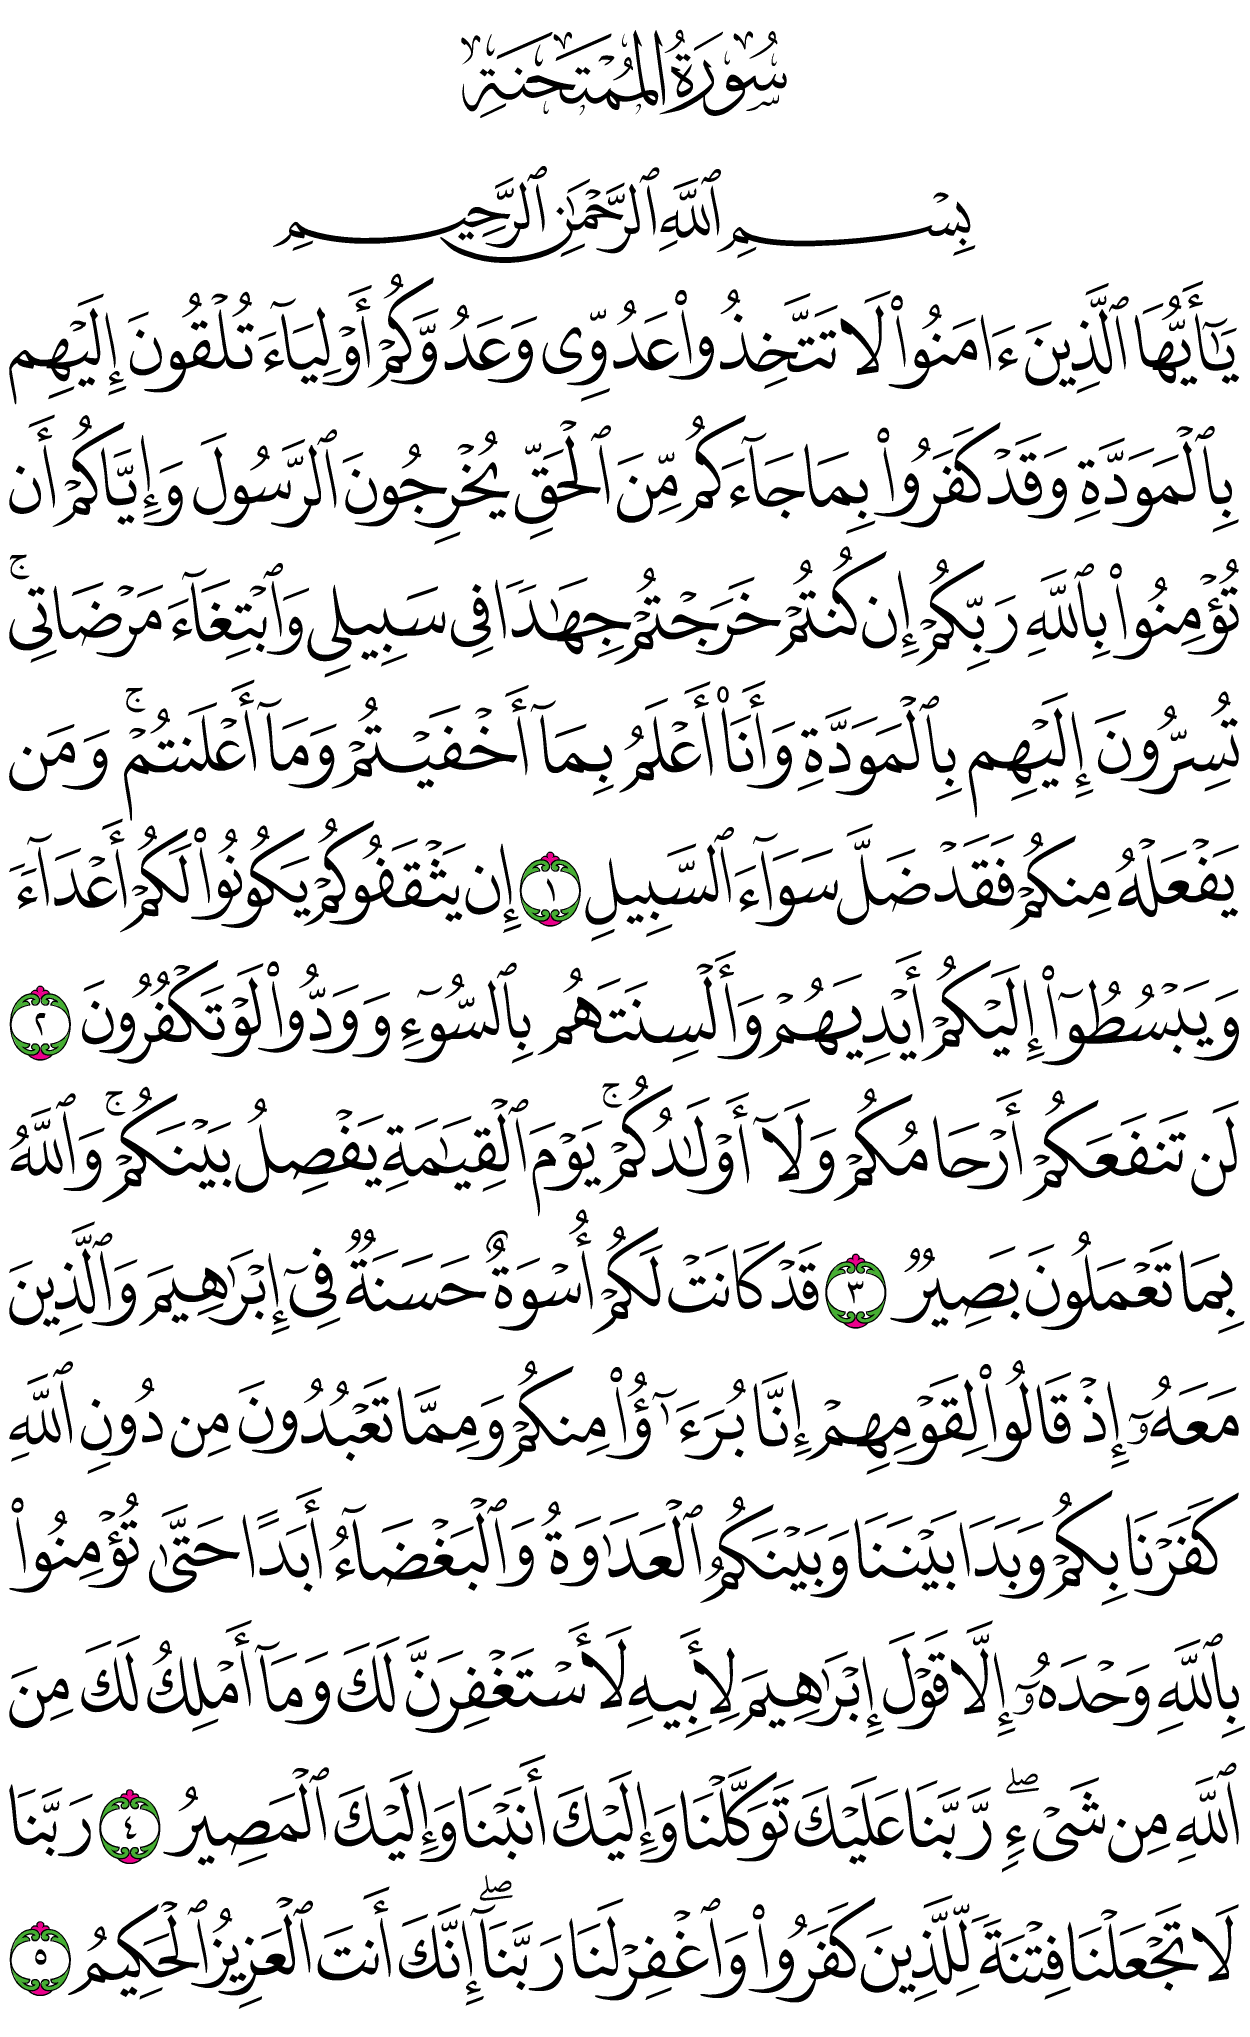 سُورَةُ الْمُمْتَحَنَةِ
بِسْمِ ٱللَّهِ ٱلرَّحْمَٰنِ ٱلرَّحِيمِ
يَٰٓأَيُّهَا ٱلَّذِينَ ءَامَنُوا۟ لَا تَتَّخِذُوا۟ عَدُوِّى وَعَدُوَّكُمْ أَوْلِيَآءَ تُلْقُونَ إِلَيْهِم
بِٱلْمَوَدَّةِ وَقَدْ كَفَرُوا۟ بِمَا جَآءَكُم مِّنَ ٱلْحَقِّ يُخْرِجُونَ ٱلرَّسُولَ وَإِيَّاكُمْ أَن
تُؤْمِنُوا۟ بِٱللَّهِ رَبِّكُمْ إِن كُنتُمْ خَرَجْتُمْ جِهَٰدًا فِى سَبِيلِى وَٱبْتِغَآءَ مَرْضَاتِى ۚ
تُسِرُّونَ إِلَيْهِم بِٱلْمَوَدَّةِ وَأَنَا۠ أَعْلَمُ بِمَآ أَخْفَيْتُمْ وَمَآ أَعْلَنتُمْ ۚ وَمَن
يَفْعَلْهُ مِنكُمْ فَقَدْ ضَلَّ سَوَآءَ ٱلسَّبِيلِ ١ إِن يَثْقَفُوكُمْ يَكُونُوا۟ لَكُمْ أَعْدَآءً
وَيَبْسُطُوٓا۟ إِلَيْكُمْ أَيْدِيَهُمْ وَأَلْسِنَتَهُم بِٱلسُّوٓءِ وَوَدُّوا۟ لَوْ تَكْفُرُونَ ٢
لَن تَنفَعَكُمْ أَرْحَامُكُمْ وَلَآ أَوْلَٰدُكُمْ ۚ يَوْمَ ٱلْقِيَٰمَةِ يَفْصِلُ بَيْنَكُمْ ۚ وَٱللَّهُ
بِمَا تَعْمَلُونَ بَصِيرٌ ٣ قَدْ كَانَتْ لَكُمْ أُسْوَةٌ حَسَنَةٌ فِىٓ إِبْرَٰهِيمَ وَٱلَّذِينَ
مَعَهُۥٓ إِذْ قَالُوا۟ لِقَوْمِهِمْ إِنَّا بُرَءَٰٓؤُا۟ مِنكُمْ وَمِمَّا تَعْبُدُونَ مِن دُونِ ٱللَّهِ
كَفَرْنَا بِكُمْ وَبَدَا بَيْنَنَا وَبَيْنَكُمُ ٱلْعَدَٰوَةُ وَٱلْبَغْضَآءُ أَبَدًا حَتَّىٰ تُؤْمِنُوا۟
بِٱللَّهِ وَحْدَهُۥٓ إِلَّا قَوْلَ إِبْرَٰهِيمَ لِأَبِيهِ لَأَسْتَغْفِرَنَّ لَكَ وَمَآ أَمْلِكُ لَكَ مِنَ
ٱللَّهِ مِن شَىْءٍ ۖ رَّبَّنَا عَلَيْكَ تَوَكَّلْنَا وَإِلَيْكَ أَنَبْنَا وَإِلَيْكَ ٱلْمَصِيرُ ٤ رَبَّنَا
لَا تَجْعَلْنَا فِتْنَةً لِّلَّذِينَ كَفَرُوا۟ وَٱغْفِرْ لَنَا رَبَّنَآ ۖ إِنَّكَ أَنتَ ٱلْعَزِيزُ ٱلْحَكِيمُ ٥